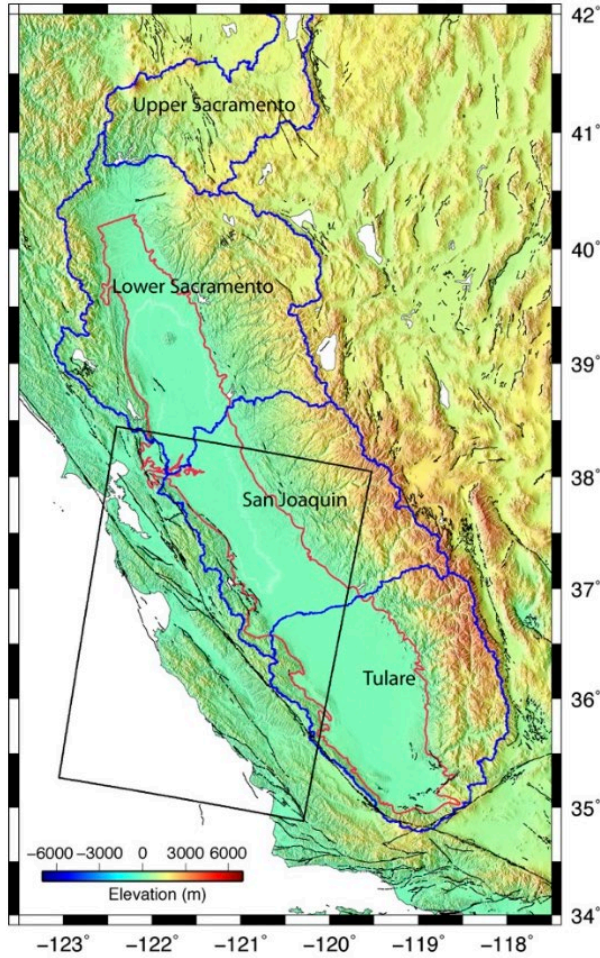 42°
Upper Sacramento
41°
40°
Lower Sacramento
39°
38°
San Joaquin
37°
Tulare
36°
35°
−6000 −3000 0 3000 6000
Elevation (m)
34°
−123° −122° −121° −120° −119° −118°